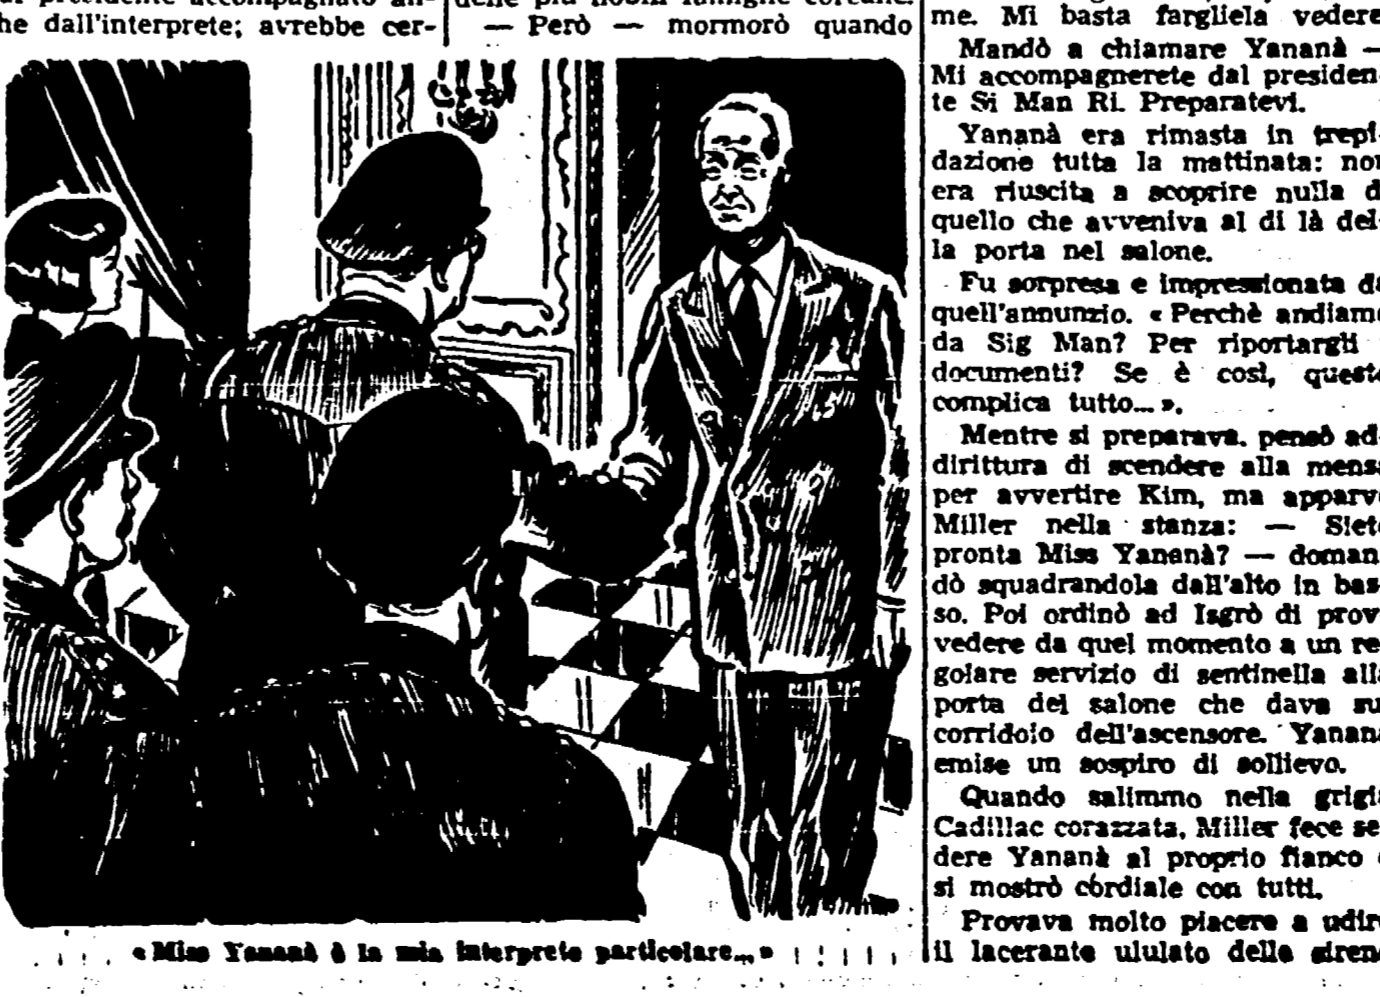 he dall'interprete; avrebbe cer-
— Però — mormorò quando
« Miss Yananà è la mia interprete particolare... »
me. Mi basta fargliela vedere
Mandò a chiamare Yananà —
Mi accompagnerete dal presiden-
te Si Man Ri. Preparatevi.
Yananà era rimasta in trepi-
dazione tutta la mattinata: non
era riuscita a scoprire nulla d
quello che avveniva al di là del-
la porta nel salone.
Fu sorpresa e impressionata da
quell'annunzio. « Perchè andiamo
da Sig Man? Per riportargli
documenti? Se è così, questo
complica tutto... ».
Mentre si preparava, pensò ad-
dirittura di scendere alla mensa
per avvertire Kim, ma apparve
Miller nella stanza: — Siete
pronta Miss Yananà? — doman-
dò squadrandola dall'alto in bas-
so. Poi ordinò ad Isgrò di prov-
vedere da quel momento a un re-
golare servizio di sentinella alla
porta del salone che dava su
corridoio dell'ascensore. Yananà
emise un sospiro di sollievo.
Quando salimmo nella grigia
Cadillac corazzata, Miller fece se-
dere Yananà al proprio fianco e
si mostrò cordiale con tutti.
Provava molto piacere a udire
il lacerante ululato delle sirene